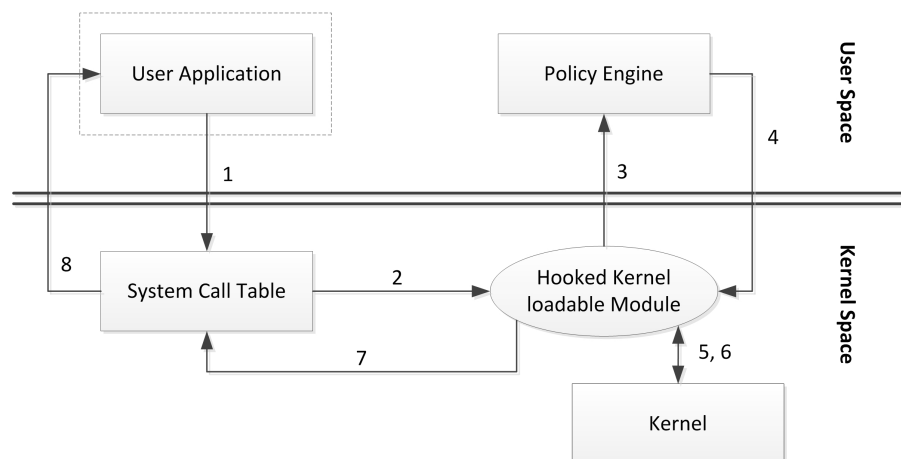 User Application
Policy Engine
User Space
1
3
4
8
System Call Table
2
Hooked Kernel
loadable Module
Kernel Space
7
5, 6
Kernel